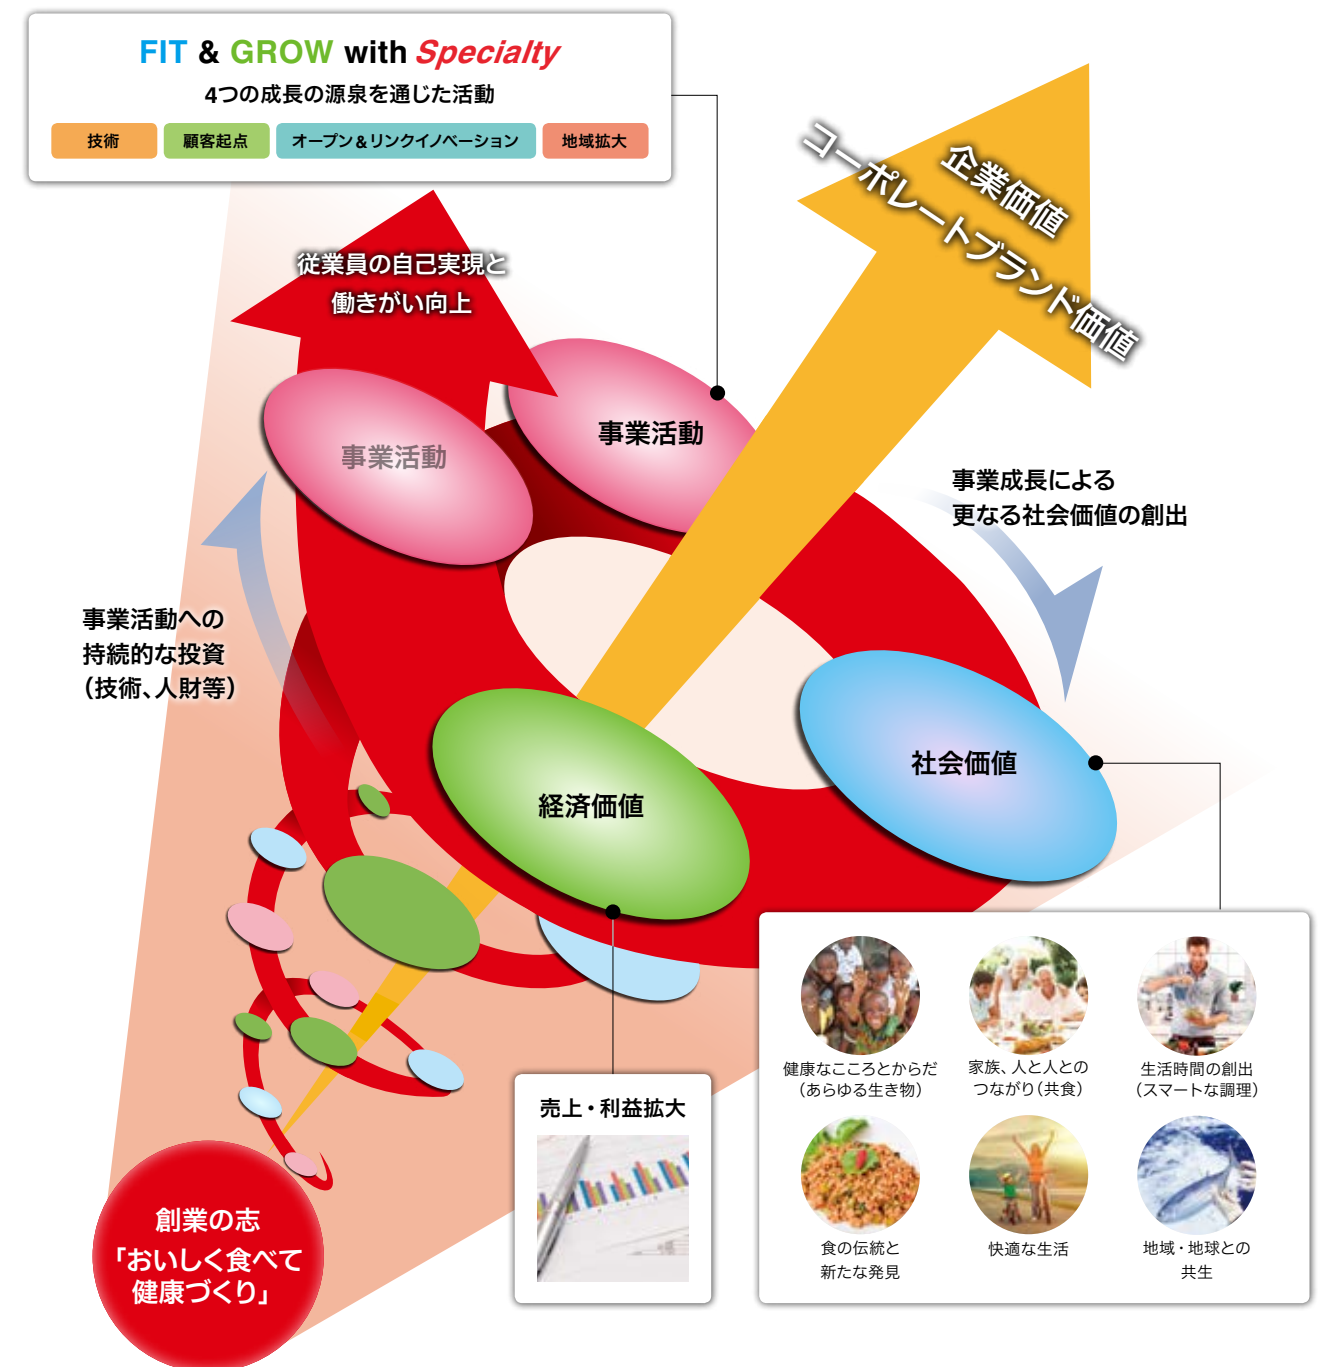 FIT & GROW with Specialty
4つの成長の源泉を通じた活動
技術
顧客起点
オープン＆リンクイノベーション
地域拡大
企業価値
コーポレートブランド価値
従業員の自己実現と
働きがい向上
事業活動
事業活動
事業成長による
更なる社会価値の創出
事業活動への
持続的な投資
（技術、人財等）
社会価値
経済価値
売上・利益拡大
健康なこころとからだ
（あらゆる生き物）
家族、人と人との
つながり（共食）
生活時間の創出
（スマートな調理）
食の伝統と
新たな発見
快適な生活
地域・地球との
共生
創業の志
「おいしく食べて
健康づくり」